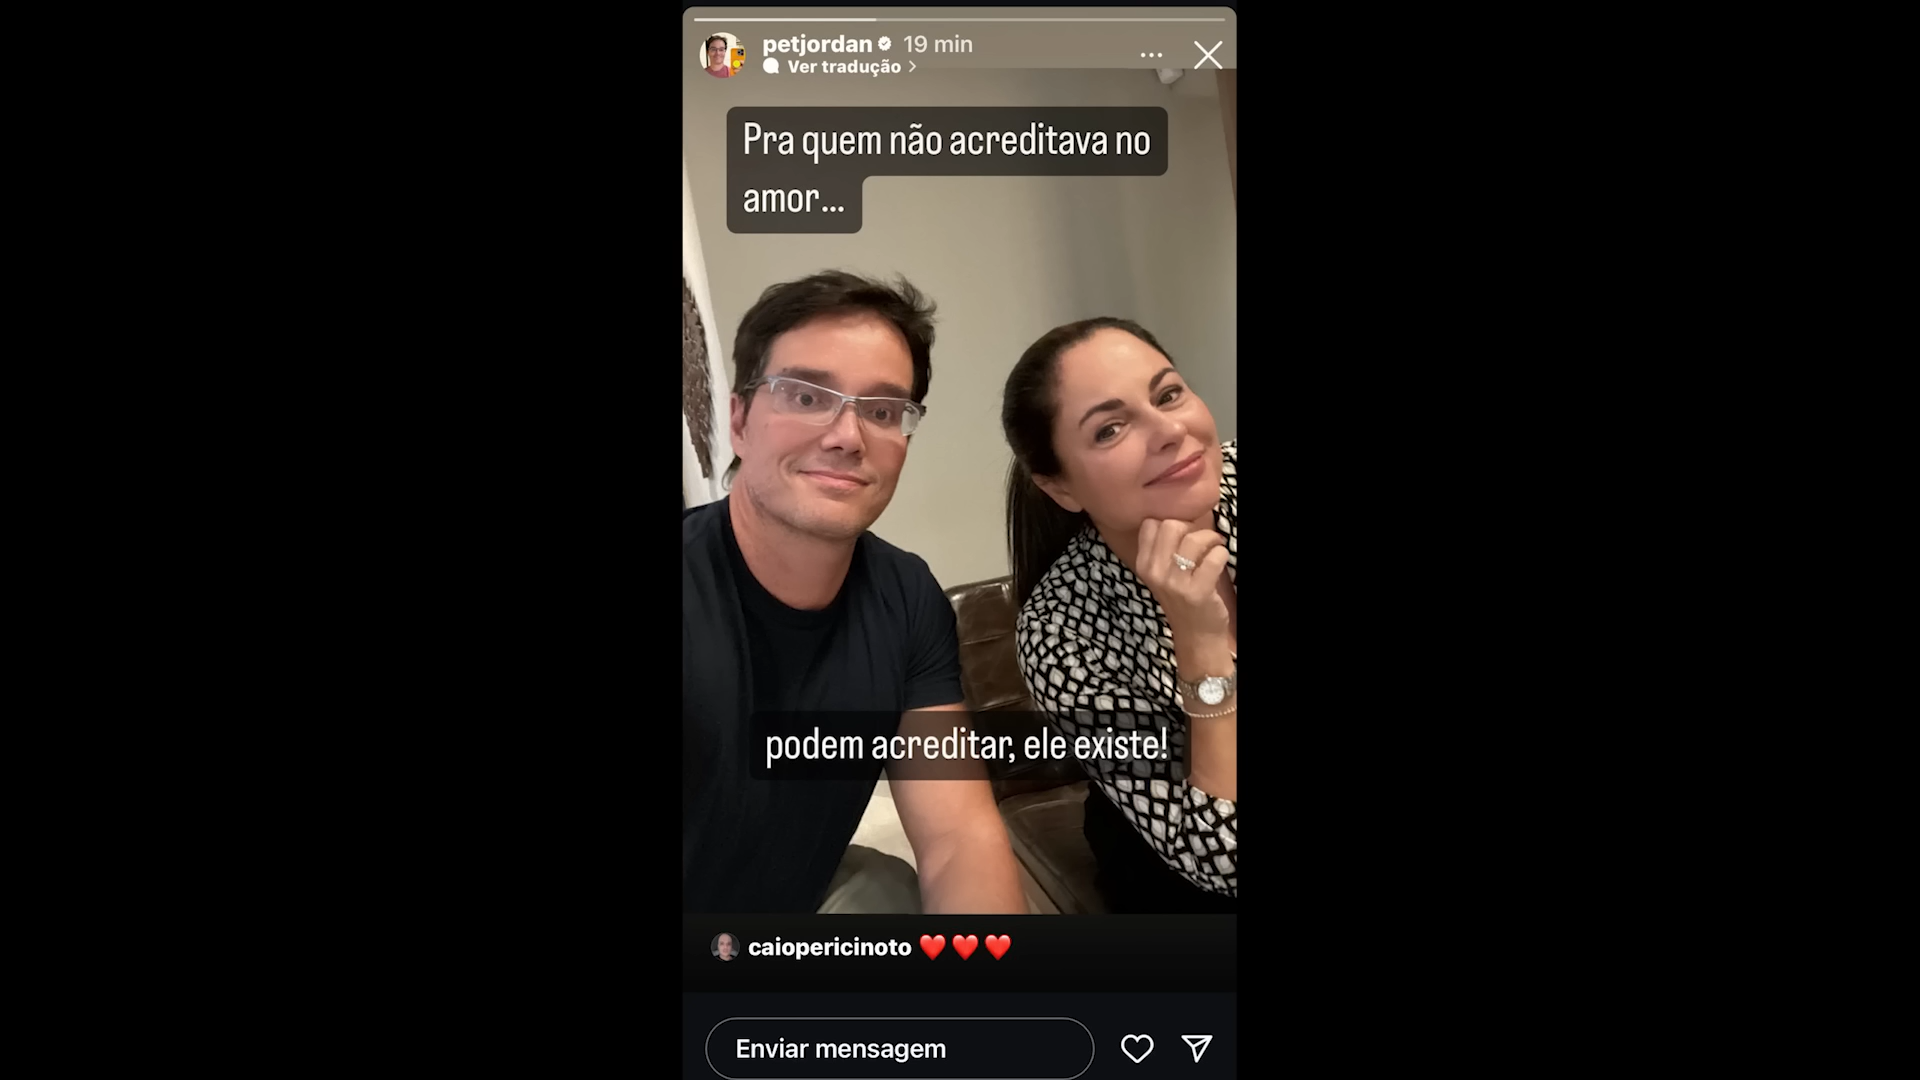 petjordan 19 min
Ver tradução
Pra quem não acreditava no
amor...
podem acreditar, ele existe!
caiopericinoto ❤️❤️❤️
Enviar mensagem